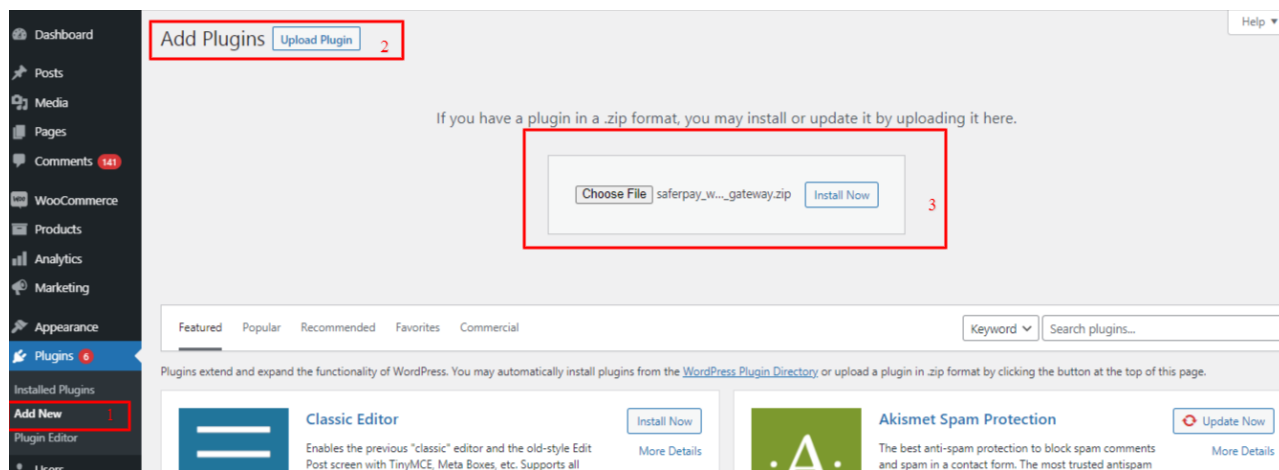 Dashboard
Posts
Media
Pages
Comments 141
WooCommerce
Products
Analytics
Marketing
Appearance
Plugins 6
Installed Plugins
Add New 1
Plugin Editor
Users
Help
Add Plugins Upload Plugin 2
If you have a plugin in a .zip format, you may install or update it by uploading it here.
Choose File saferpay_w..._gateway.zip Install Now 3
Featured Popular Recommended Favorites Commercial Keyword Search plugins...
Plugins extend and expand the functionality of WordPress. You may automatically install plugins from the WordPress Plugin Directory or upload a plugin in .zip format by clicking the button at the top of this page.
Classic Editor Install Now
Enables the previous "classic" editor and the old-style Edit More Details
Post screen with TinyMCE, Meta Boxes, etc. Supports all
Akismet Spam Protection Update Now
The best anti-spam protection to block spam comments More Details
and spam in a contact form. The most trusted antispam